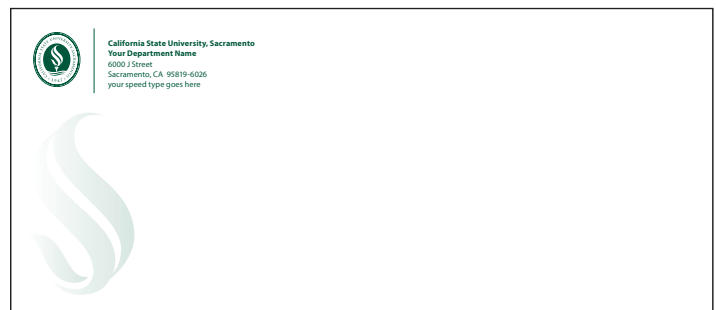 California State University, Sacramento
Your Department Name
6000 J Street
Sacramento, CA 95819-6026
your speed type goes here